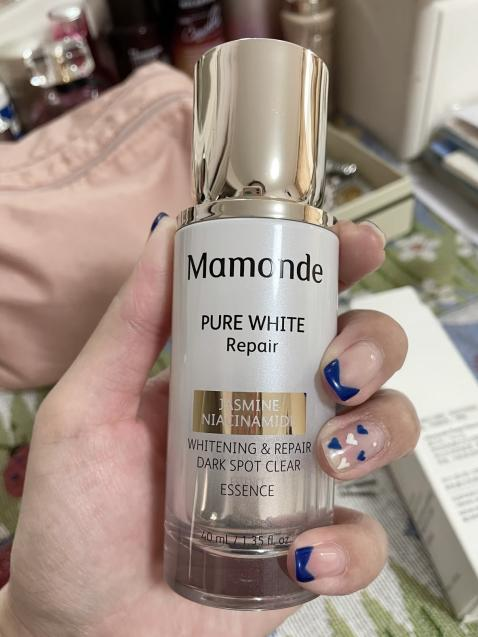 Mamonde
PURE WHITE
Repair
JASMINE
NIACINAMIDE
WHITENING & REPAIR
DARK SPOT CLEAR
ESSENCE
40 mL / 1.35 fl. oz